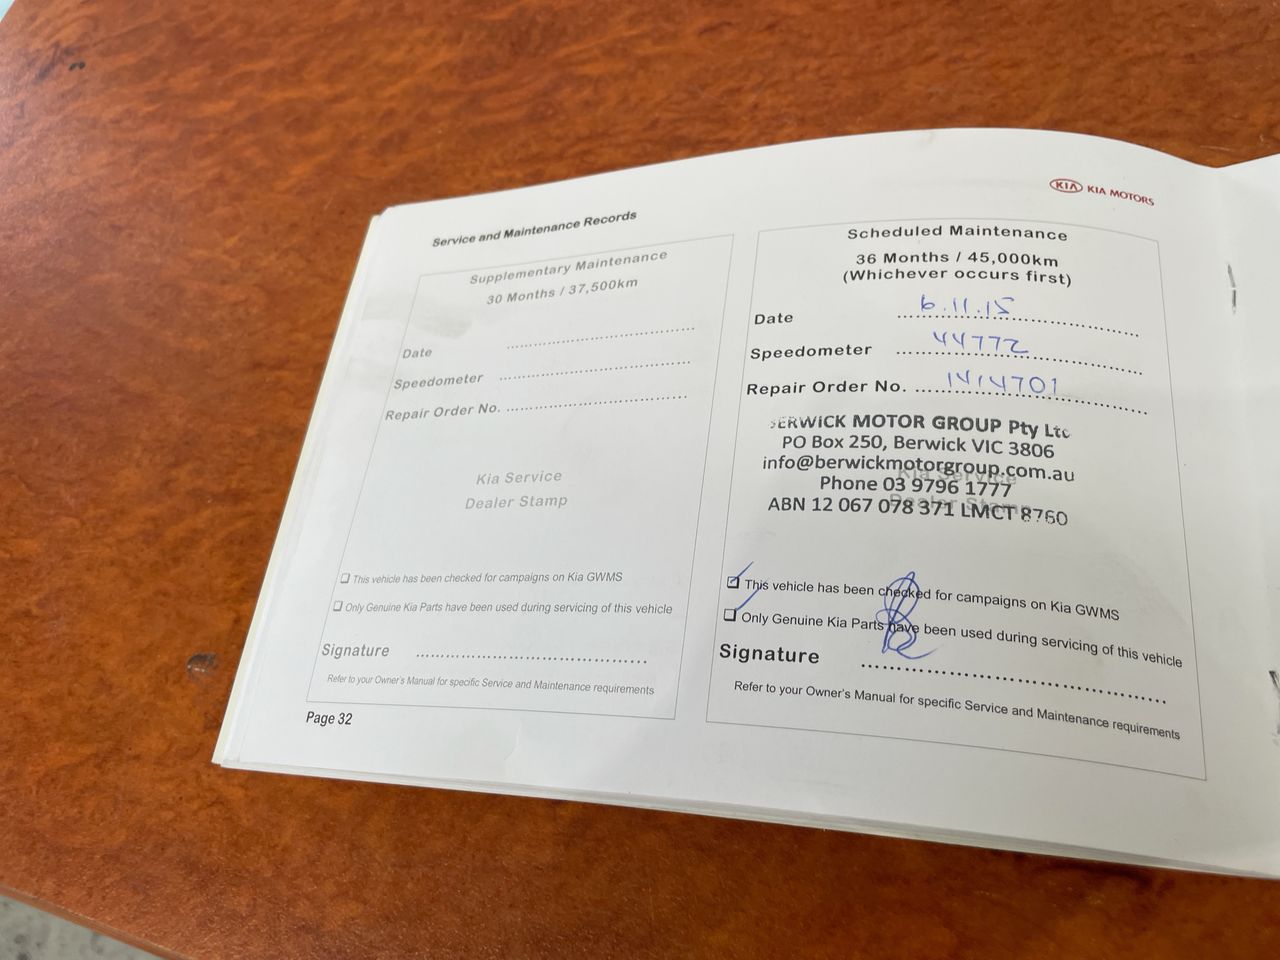 KIA KIA MOTORS
Service and Maintenance Records
Supplementary Maintenance
30 Months / 37,500km
Date
Speedometer
Repair Order No.
Kia Service
Dealer Stamp
This vehicle has been checked for campaigns on Kia GWMS
Only Genuine Kia Parts have been used during servicing of this vehicle
Signature
Refer to your Owner's Manual for specific Service and Maintenance requirements
Page 32
Scheduled Maintenance
36 Months / 45,000km
(Whichever occurs first)
Date 6.11.15
Speedometer 44772
Repair Order No. 1414701
BERWICK MOTOR GROUP Pty Ltd
PO Box 250, Berwick VIC 3806
info@berwickmotorgroup.com.au
Phone 03 9796 1777
ABN 12 067 078 371 LMCT 8760
Kia Service
Dealer Stamp
This vehicle has been checked for campaigns on Kia GWMS
Only Genuine Kia Parts have been used during servicing of this vehicle
Signature
Refer to your Owner's Manual for specific Service and Maintenance requirements